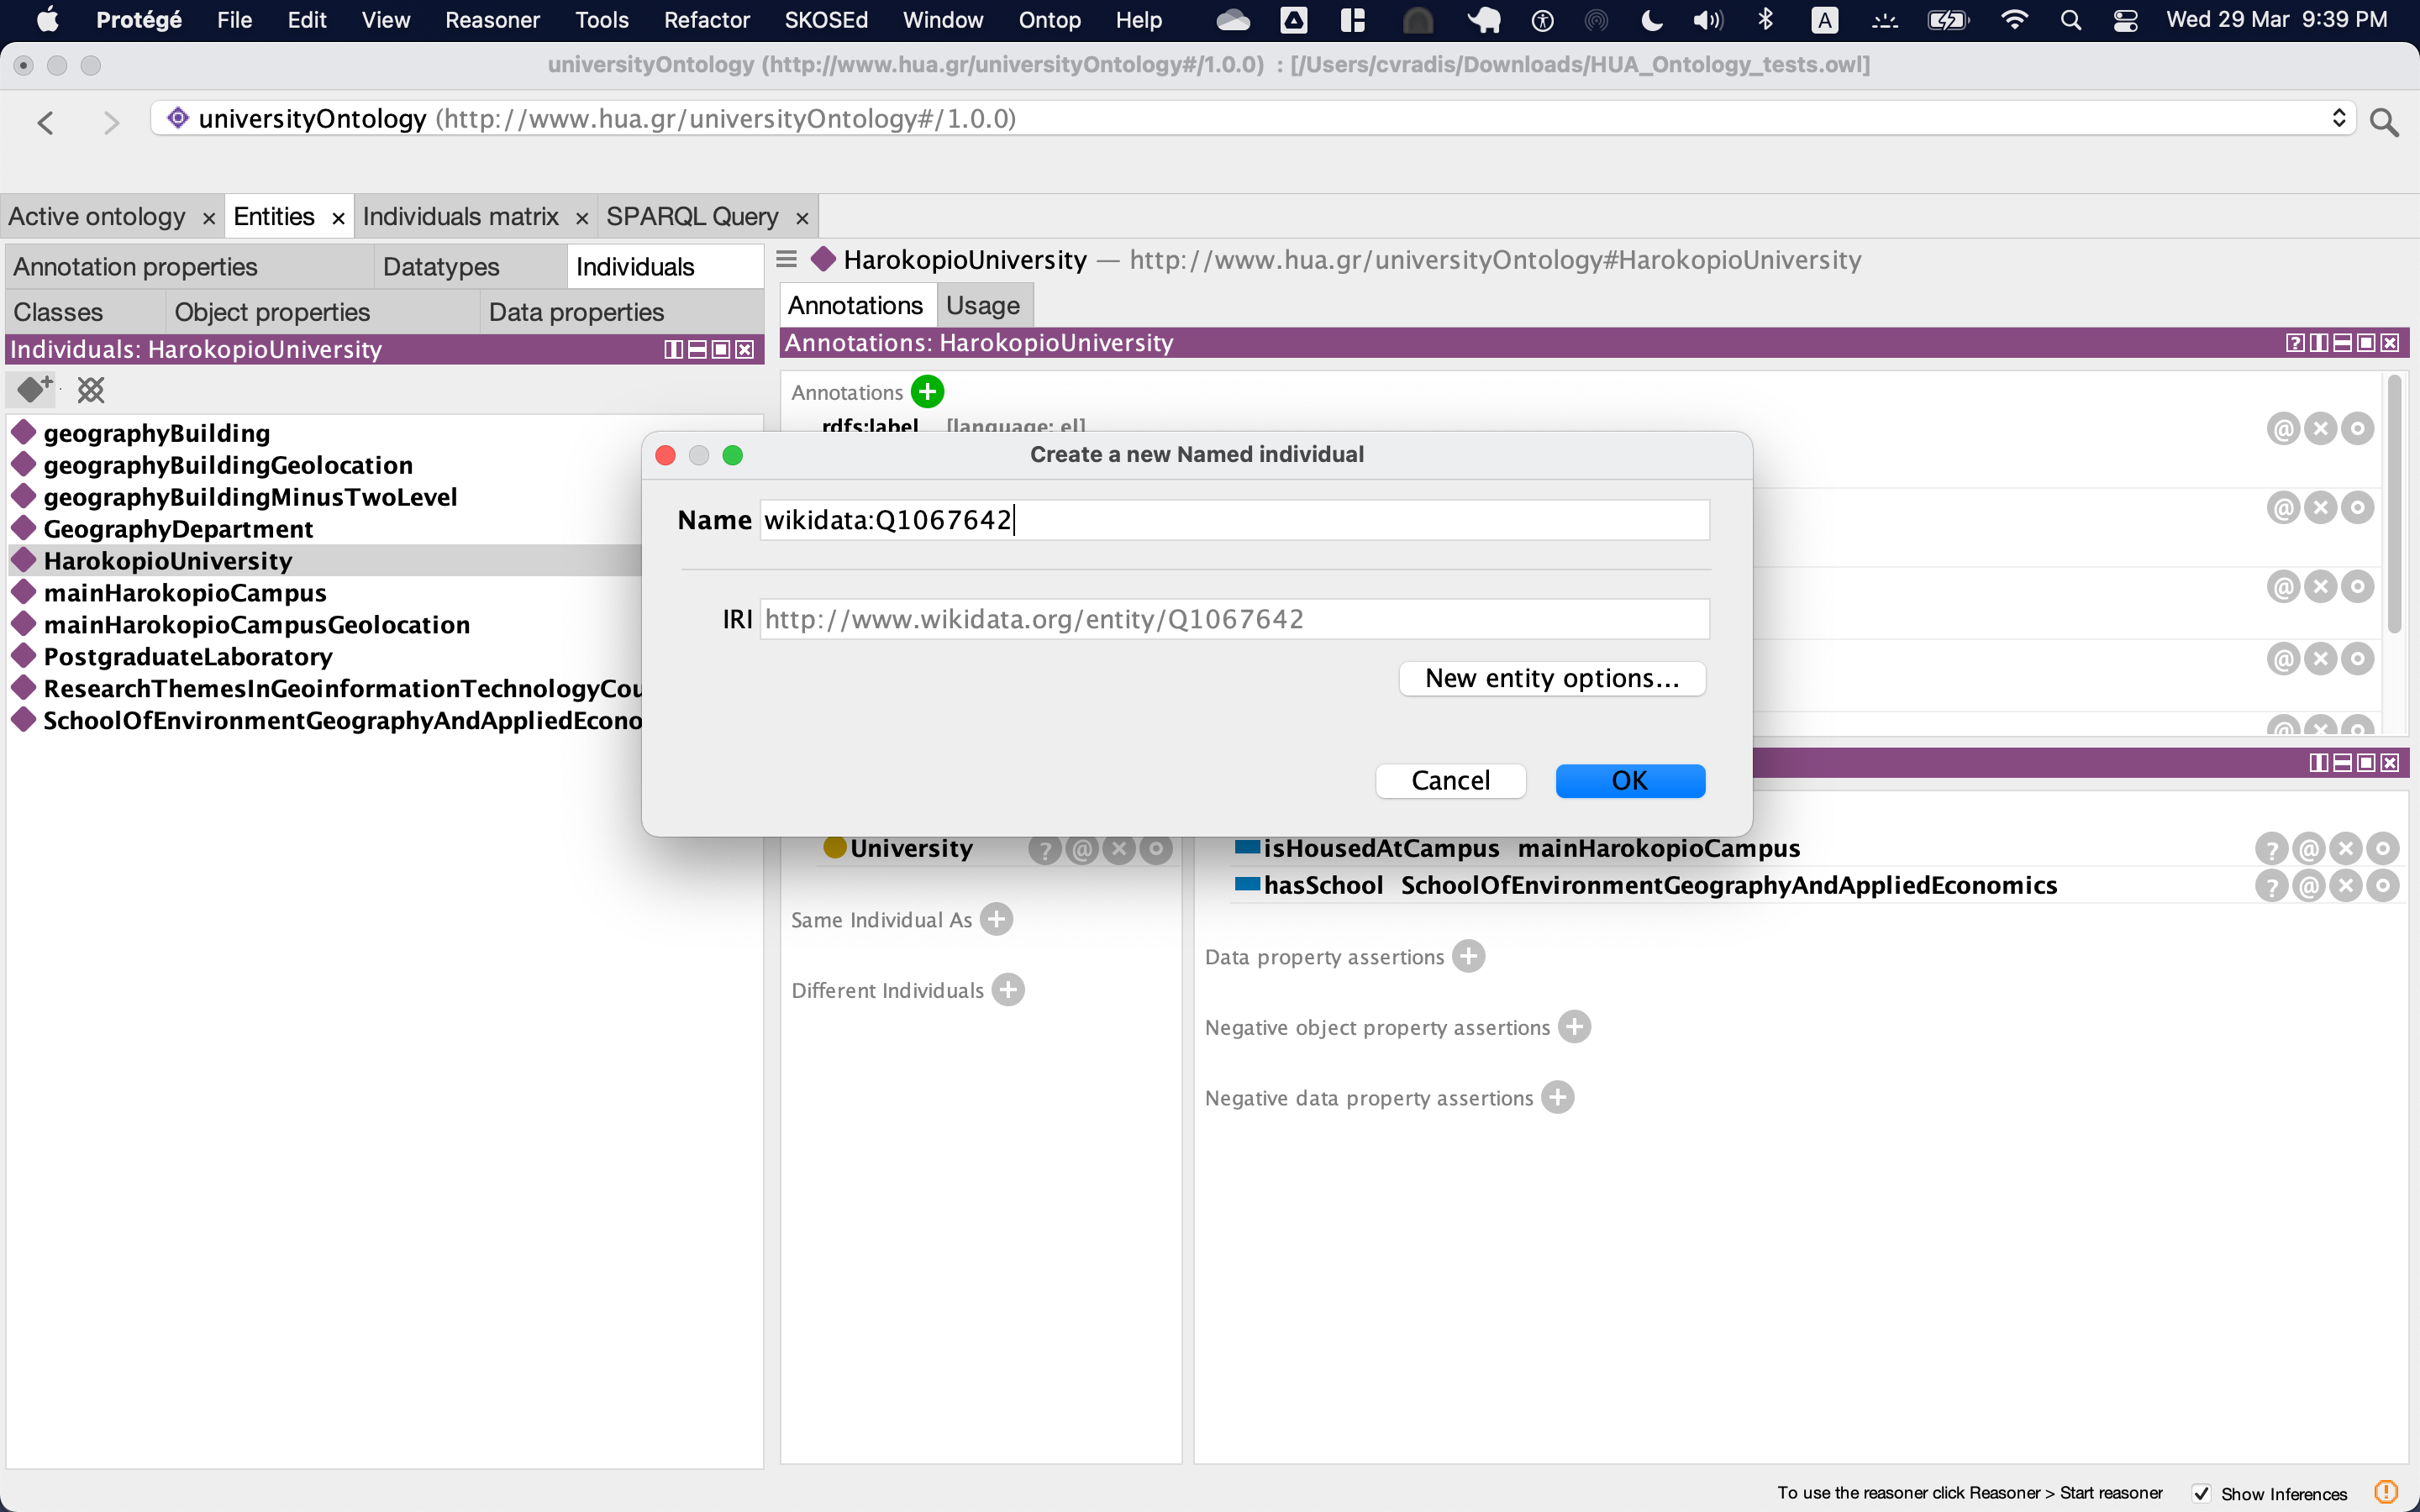 Protégé File Edit View Reasoner Tools Refactor SKOSEd Window Ontop Help A Wed 29 Mar 9:39 PM
universityOntology (http://www.hua.gr/universityOntology#/1.0.0) : [/Users/cvradis/Downloads/HUA_Ontology_tests.owl]
universityOntology (http://www.hua.gr/universityOntology#/1.0.0)
Active ontology × Entities × Individuals matrix × SPARQL Query ×
Annotation properties Datatypes Individuals
Classes Object properties Data properties
Individuals: HarokopioUniversity
geographyBuilding
geographyBuildingGeolocation
geographyBuildingMinusTwoLevel
GeographyDepartment
HarokopioUniversity
mainHarokopioCampus
mainHarokopioCampusGeolocation
PostgraduateLaboratory
ResearchThemesInGeoinformationTechnologyCou
SchoolOfEnvironmentGeographyAndAppliedEcono
HarokopioUniversity — http://www.hua.gr/universityOntology#HarokopioUniversity
Annotations Usage
Annotations: HarokopioUniversity
Annotations
rdfs:label [language: el]
Create a new Named individual
Name wikidata:Q1067642
IRI http://www.wikidata.org/entity/Q1067642
New entity options...
Cancel OK
University
Same Individual As
Different Individuals
isHousedAtCampus mainHarokopioCampus
hasSchool SchoolOfEnvironmentGeographyAndAppliedEconomics
Data property assertions
Negative object property assertions
Negative data property assertions
To use the reasoner click Reasoner > Start reasoner Show Inferences